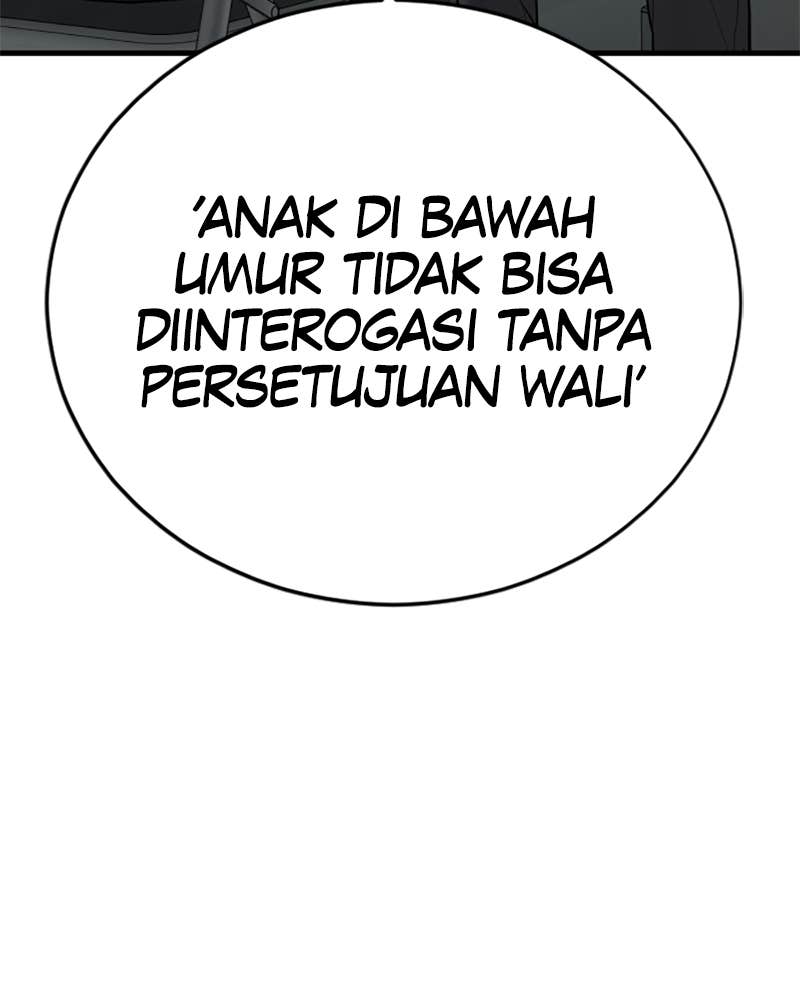 'ANAK DI BAWAH
UMUR TIDAK BISA
DIINTEROGASI TANPA
PERSETUJUAN WALI'